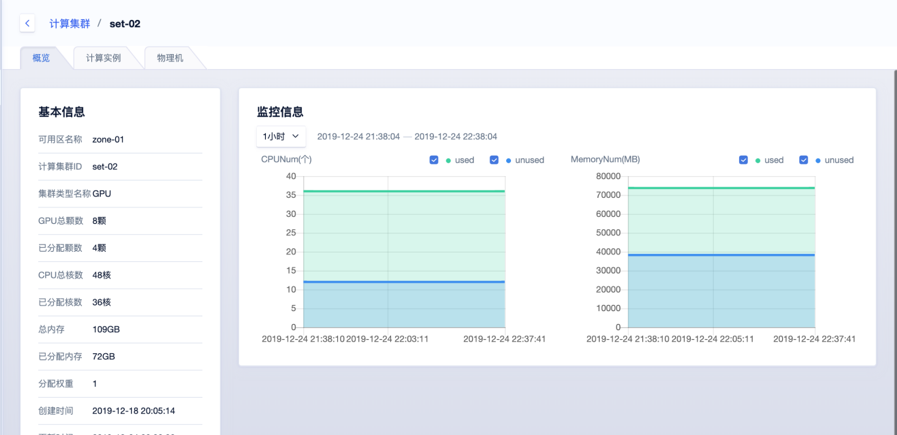 计算集群 / set-02
概览 计算实例 物理机
基本信息
可用区名称 zone-01
计算集群ID set-02
集群类型名称 GPU
GPU总颗数 8颗
已分配颗数 4颗
CPU总核数 48核
已分配核数 36核
总内存 109GB
已分配内存 72GB
分配权重 1
创建时间 2019-12-18 20:05:14
监控信息
1小时 2019-12-24 21:38:04 — 2019-12-24 22:38:04
CPUNum(个) used unused
40
35
30
25
20
15
10
5
0
2019-12-24 21:38:10 2019-12-24 22:03:11 2019-12-24 22:37:41
MemoryNum(MB) used unused
80000
70000
60000
50000
40000
30000
20000
10000
0
2019-12-24 21:38:10 2019-12-24 22:05:11 2019-12-24 22:37:41